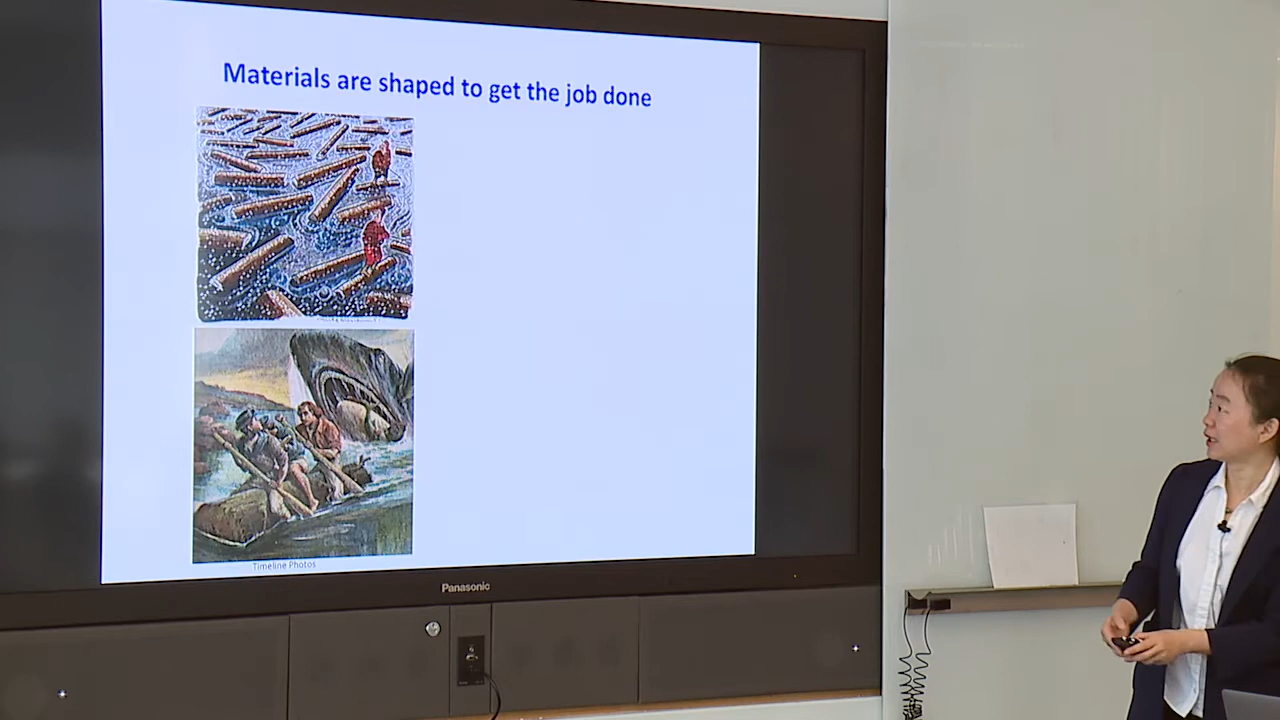 Materials are shaped to get the job done
Timeline Photos
Panasonic